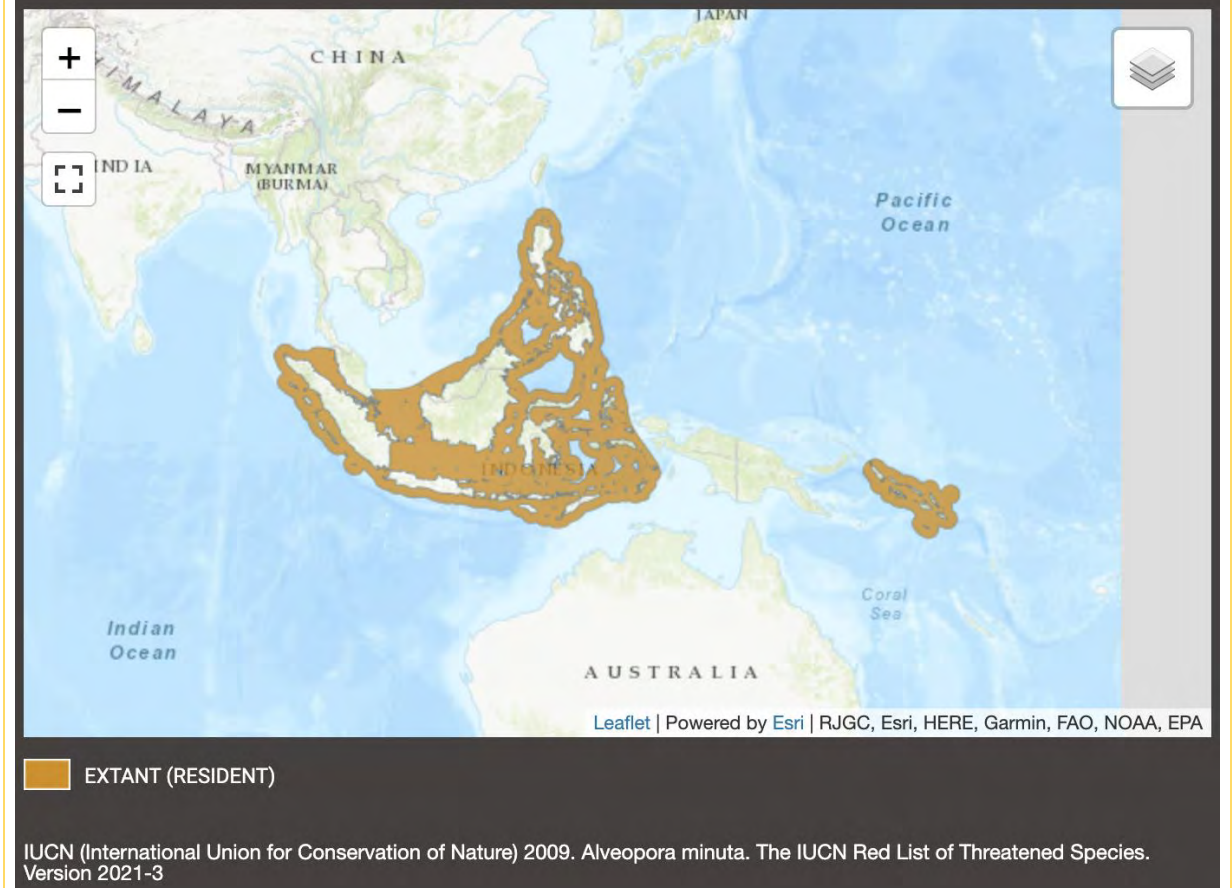 JAPAN
+
CHINA
HIMALAYA
−
INDIA
MYANMAR
(BURMA)
Pacific
Ocean
INDONESIA
Coral
Sea
Indian
Ocean
AUSTRALIA
Leaflet | Powered by Esri | RJGC, Esri, HERE, Garmin, FAO, NOAA, EPA
EXTANT (RESIDENT)
IUCN (International Union for Conservation of Nature) 2009. Alveopora minuta. The IUCN Red List of Threatened Species.
Version 2021-3